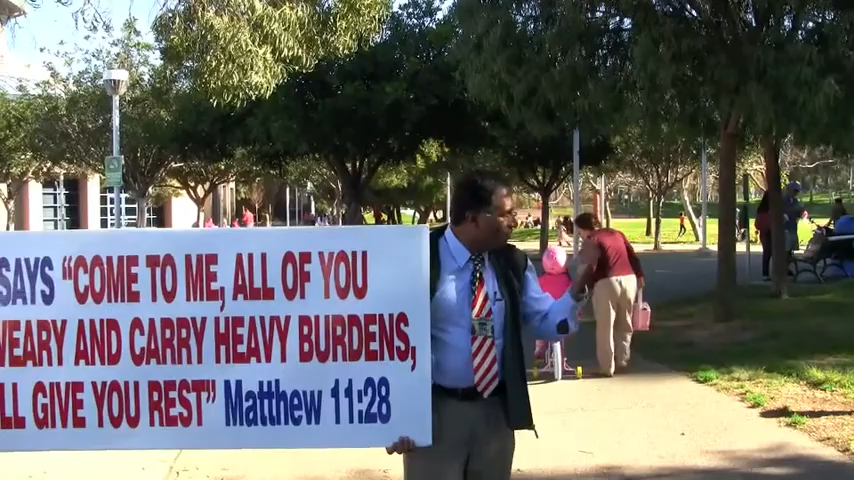 SAYS "COME TO ME, ALL OF YOU
WEARY AND CARRY HEAVY BURDENS,
LL GIVE YOU REST" Matthew 11:28